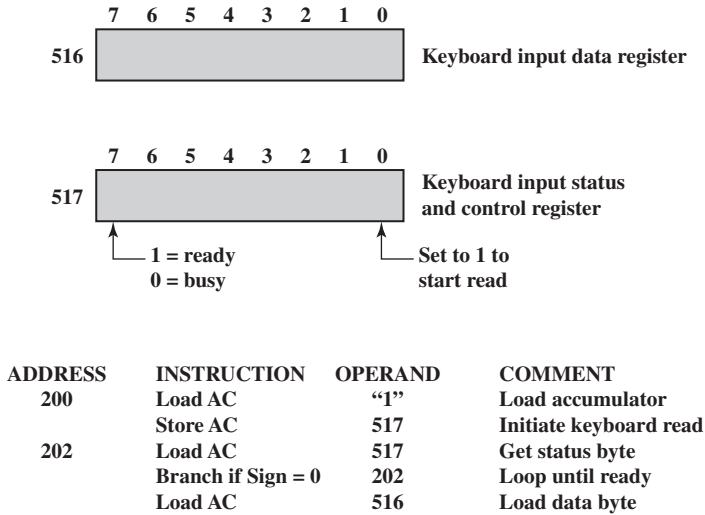 7 6 5 4 3 2 1 0
516 Keyboard input data register
7 6 5 4 3 2 1 0
517 Keyboard input status
and control register
1 = ready
0 = busy
Set to 1 to
start read
ADDRESS INSTRUCTION OPERAND COMMENT
200 Load AC “1” Load accumulator
Store AC 517 Initiate keyboard read
202 Load AC 517 Get status byte
Branch if Sign = 0 202 Loop until ready
Load AC 516 Load data byte